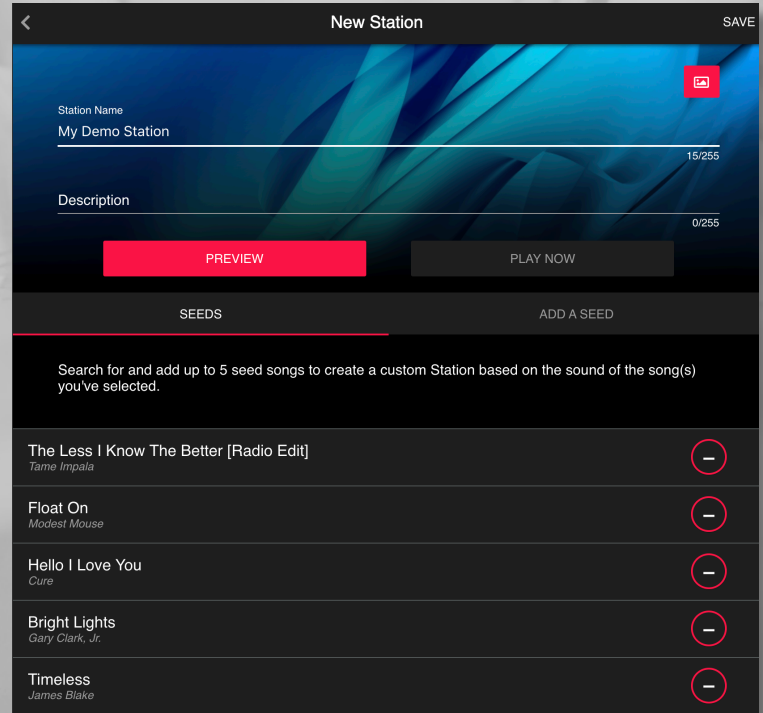 New Station
SAVE
Station Name
My Demo Station
15/255
Description
0/255
PREVIEW
PLAY NOW
SEEDS
ADD A SEED
Search for and add up to 5 seed songs to create a custom Station based on the sound of the song(s)
you've selected.
The Less I Know The Better [Radio Edit]
Tame Impala
Float On
Modest Mouse
Hello I Love You
Cure
Bright Lights
Gary Clark, Jr.
Timeless
James Blake